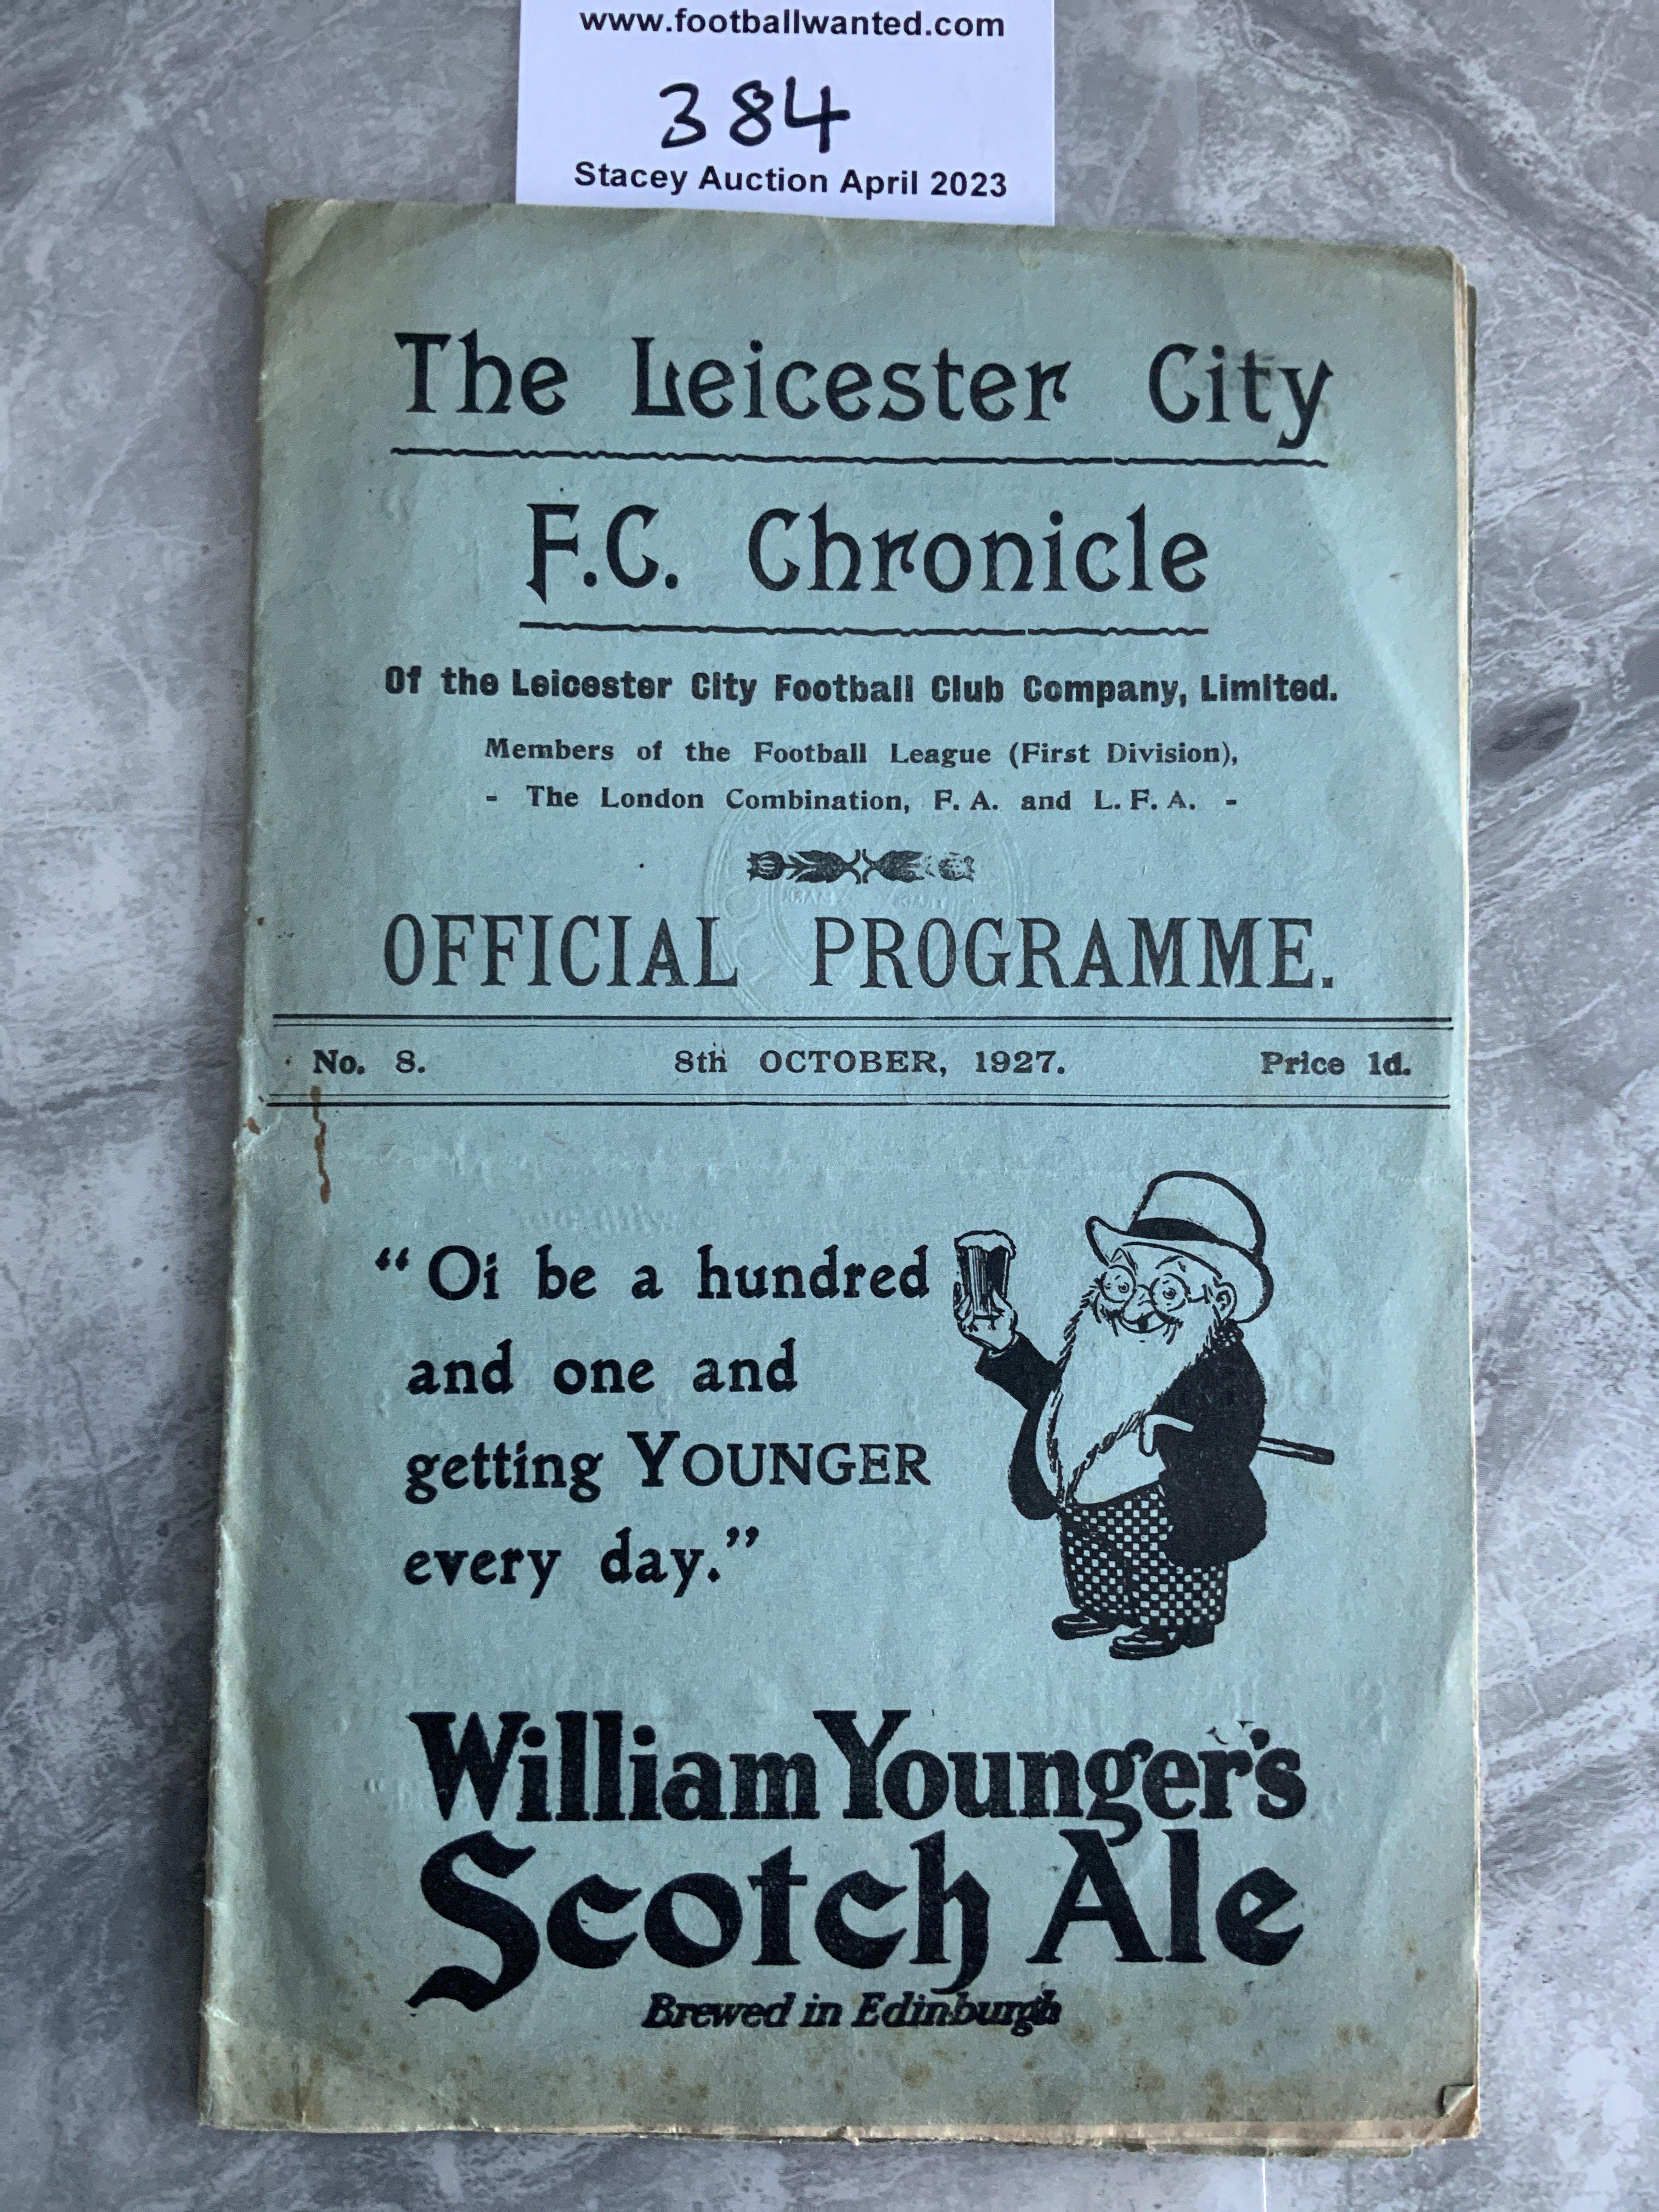 www.footballwanted.com
384
Stacey Auction April 2023
The Leicester City
F.C. Chronicle
Of the Leicester City Football Club Company, Limited.
Members of the Football League (First Division),
- The London Combination, F. A. and L. F. A. -
OFFICIAL PROGRAMME.
No. 8. 8th OCTOBER, 1927. Price 1d.
“Oi be a hundred
and one and
getting YOUNGER
every day.”
William Younger's
Scotch Ale
Brewed in Edinburgh